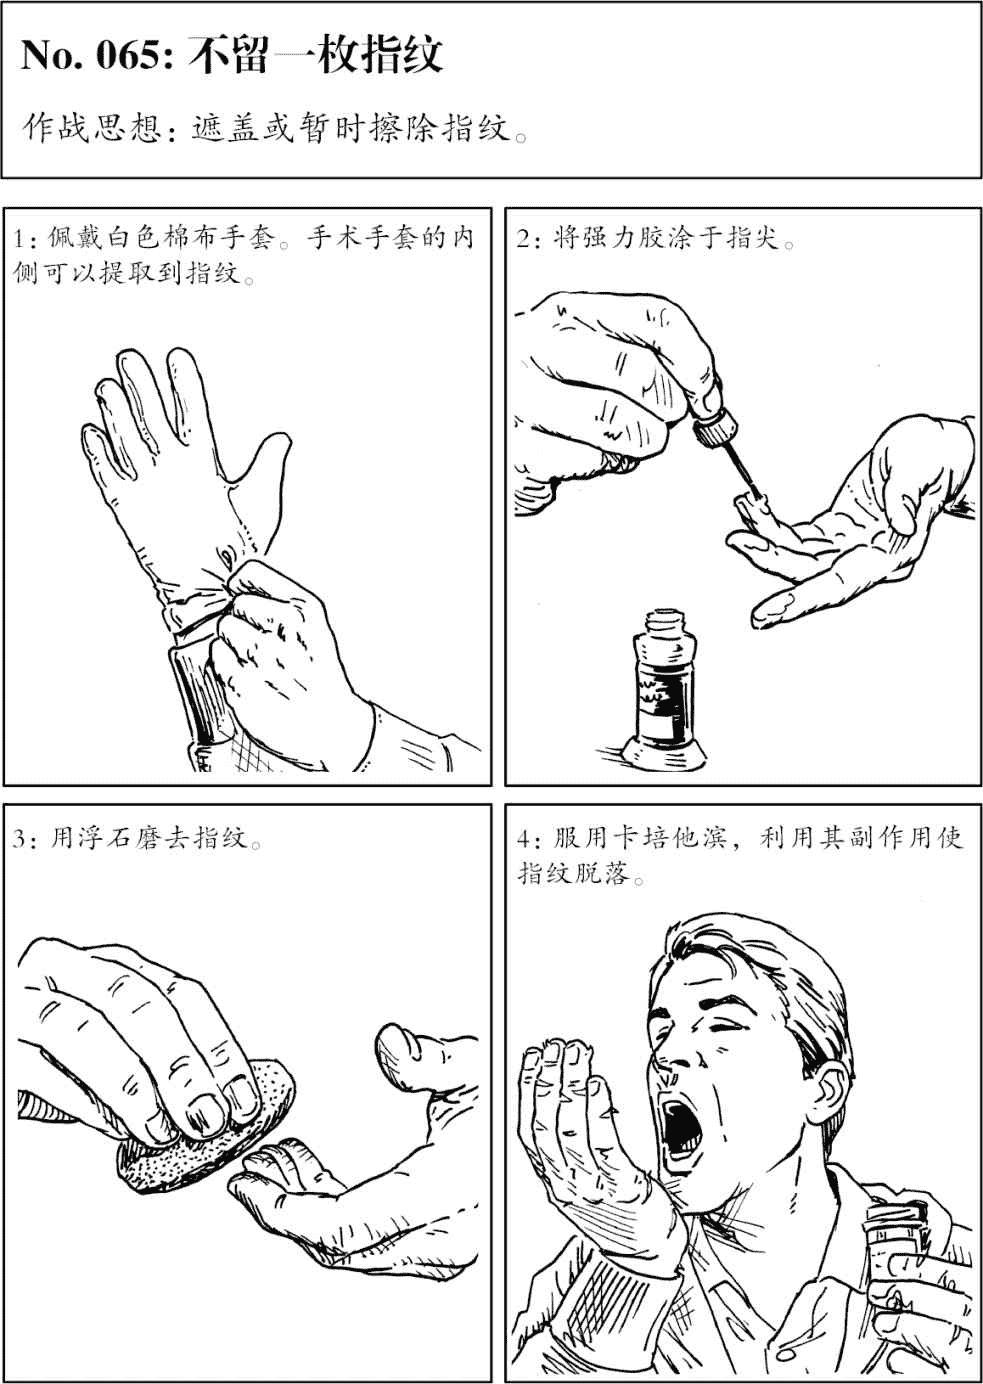 No. 065: 不留一枚指纹
作战思想: 遮盖或暂时擦除指纹。
1: 佩戴白色棉布手套。手术手套的内
侧可以提取到指纹。
2: 将强力胶涂于指尖。
3: 用浮石磨去指纹。
4: 服用卡培他滨，利用其副作用使
指纹脱落。